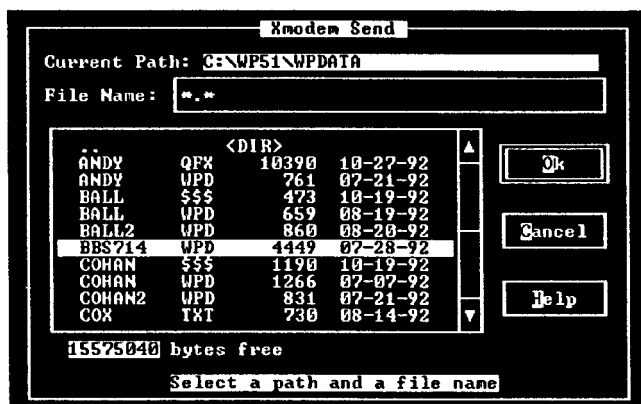 Xmodem Send
Current Path: C:\WP51\WPDATA
File Name: *.*
.. <DIR>
ANDY QFX 10390 10-27-92
ANDY WPD 761 07-21-92
BALL $$$ 473 10-19-92
BALL WPD 659 08-19-92
BALL2 WPD 860 08-20-92
BBS714 WPD 4449 07-28-92
COHAN $$$ 1190 10-19-92
COHAN WPD 1266 07-07-92
COHAN2 WPD 831 07-21-92
COX TXT 730 08-14-92
Ok
Cancel
Help
15575040 bytes free
Select a path and a file name